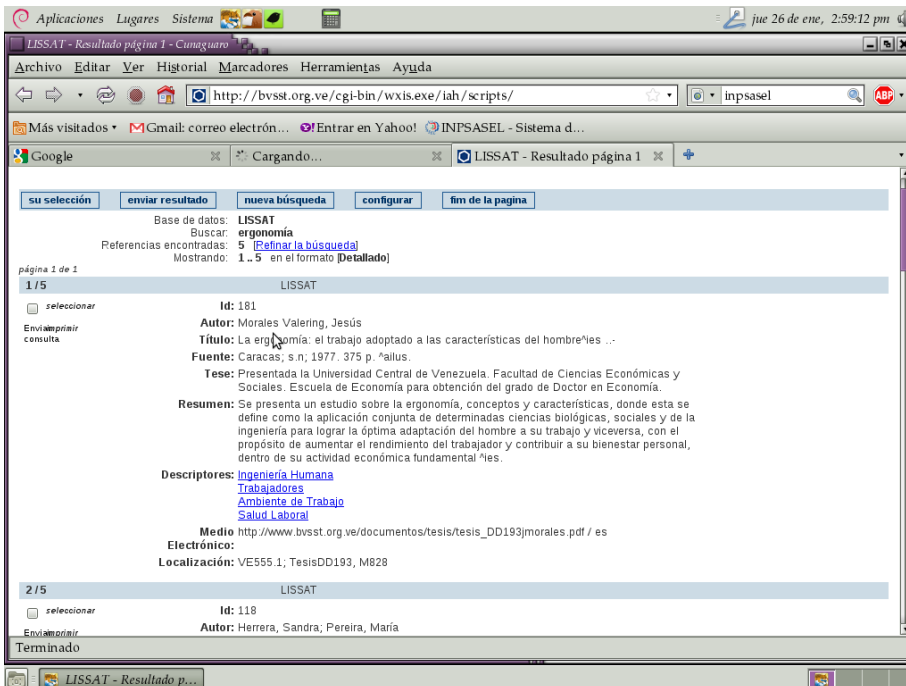 Aplicaciones Lugares Sistema jue 26 de ene, 2:59:12 pm
LISSAT - Resultado página 1 - Cunaguaro
Archivo Editar Ver Historial Marcadores Herramientas Ayuda
http://bvsst.org.ve/cgi-bin/wxis.exe/iah/scripts/ inpsasel ABP
Más visitados Gmail: correo electrón... Entrar en Yahoo! INPSASEL - Sistema d...
Google Cargando... LISSAT - Resultado página 1
su selección enviar resultado nueva búsqueda configurar fim de la pagina
Base de datos: LISSAT
Buscar: ergonomía
Referencias encontradas: 5 [Refinar la búsqueda]
Mostrando: 1 .. 5 en el formato [Detallado]
página 1 de 1
1 / 5 LISSAT
seleccionar Id: 181
Autor: Morales Valering, Jesús
Título: La ergonomía: el trabajo adoptado a las características del hombre^ies ..-
Fuente: Caracas; s.n; 1977. 375 p. ^ailus.
Tese: Presentada la Universidad Central de Venezuela. Facultad de Ciencias Económicas y
Sociales. Escuela de Economía para obtención del grado de Doctor en Economía.
Resumen: Se presenta un estudio sobre la ergonomía, conceptos y características, donde esta se
define como la aplicación conjunta de determinadas ciencias biológicas, sociales y de la
ingeniería para lograr la óptima adaptación del hombre a su trabajo y viceversa, con el
propósito de aumentar el rendimiento del trabajador y contribuir a su bienestar personal,
dentro de su actividad económica fundamental ^ies.
Descriptores: Ingeniería Humana
Trabajadores
Ambiente de Trabajo
Salud Laboral
Medio http://www.bvsst.org.ve/documentos/tesis/tesis_DD193jmorales.pdf / es
Electrónico:
Localización: VE555.1; TesisDD193, M828
consulta
2 / 5 LISSAT
seleccionar Id: 118
Autor: Herrera, Sandra; Pereira, María
Terminado
LISSAT - Resultado p...